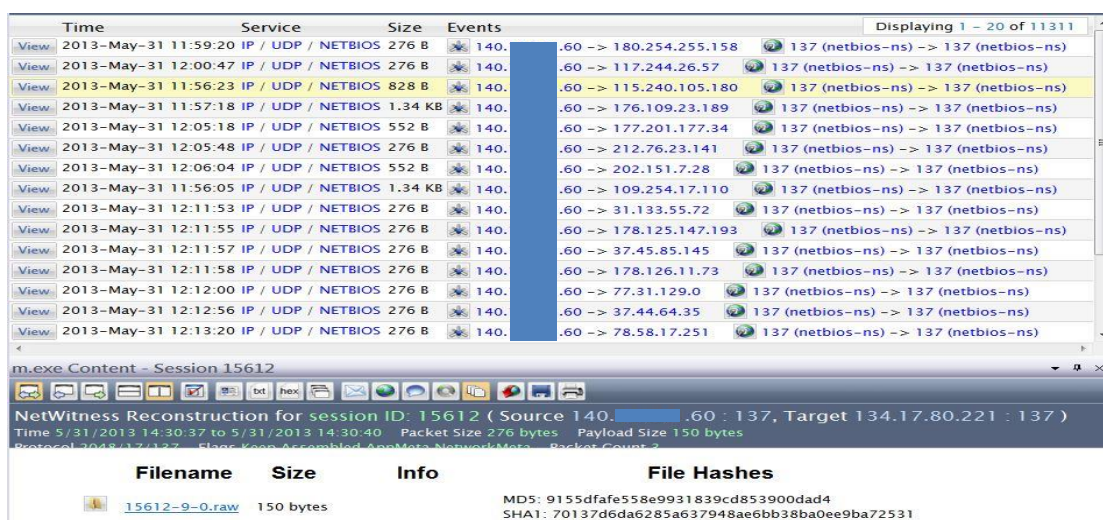 Time Service Size Events Displaying 1 - 20 of 11311
View 2013-May-31 11:59:20 IP / UDP / NETBIOS 276 B 140. .60 -> 180.254.255.158 137 (netbios-ns) -> 137 (netbios-ns)
View 2013-May-31 12:00:47 IP / UDP / NETBIOS 276 B 140. .60 -> 117.244.26.57 137 (netbios-ns) -> 137 (netbios-ns)
View 2013-May-31 11:56:23 IP / UDP / NETBIOS 828 B 140. .60 -> 115.240.105.180 137 (netbios-ns) -> 137 (netbios-ns)
View 2013-May-31 11:57:18 IP / UDP / NETBIOS 1.34 KB 140. .60 -> 176.109.23.189 137 (netbios-ns) -> 137 (netbios-ns)
View 2013-May-31 12:05:18 IP / UDP / NETBIOS 552 B 140. .60 -> 177.201.177.34 137 (netbios-ns) -> 137 (netbios-ns)
View 2013-May-31 12:05:48 IP / UDP / NETBIOS 276 B 140. .60 -> 212.76.23.141 137 (netbios-ns) -> 137 (netbios-ns)
View 2013-May-31 12:06:04 IP / UDP / NETBIOS 552 B 140. .60 -> 202.151.7.28 137 (netbios-ns) -> 137 (netbios-ns)
View 2013-May-31 11:56:05 IP / UDP / NETBIOS 1.34 KB 140. .60 -> 109.254.17.110 137 (netbios-ns) -> 137 (netbios-ns)
View 2013-May-31 12:11:53 IP / UDP / NETBIOS 276 B 140. .60 -> 31.133.55.72 137 (netbios-ns) -> 137 (netbios-ns)
View 2013-May-31 12:11:55 IP / UDP / NETBIOS 276 B 140. .60 -> 178.125.147.193 137 (netbios-ns) -> 137 (netbios-ns)
View 2013-May-31 12:11:57 IP / UDP / NETBIOS 276 B 140. .60 -> 37.45.85.145 137 (netbios-ns) -> 137 (netbios-ns)
View 2013-May-31 12:11:58 IP / UDP / NETBIOS 276 B 140. .60 -> 178.126.11.73 137 (netbios-ns) -> 137 (netbios-ns)
View 2013-May-31 12:12:00 IP / UDP / NETBIOS 276 B 140. .60 -> 77.31.129.0 137 (netbios-ns) -> 137 (netbios-ns)
View 2013-May-31 12:12:56 IP / UDP / NETBIOS 276 B 140. .60 -> 37.44.64.35 137 (netbios-ns) -> 137 (netbios-ns)
View 2013-May-31 12:13:20 IP / UDP / NETBIOS 276 B 140. .60 -> 78.58.17.251 137 (netbios-ns) -> 137 (netbios-ns)
m.exe Content - Session 15612
txt hex
NetWitness Reconstruction for session ID: 15612 ( Source 140. .60 : 137, Target 134.17.80.221 : 137 )
Time 5/31/2013 14:30:37 to 5/31/2013 14:30:40 Packet Size 276 bytes Payload Size 150 bytes
Protocol 2048/17/137 Flags Keep Assembled AppMeta NetworkMeta Packet Count 3
Filename Size Info File Hashes
15612-9-0.raw 150 bytes MD5: 9155dfafe558e9931839cd853900dad4
SHA1: 70137d6da6285a637948ae6bb38ba0ee9ba72531